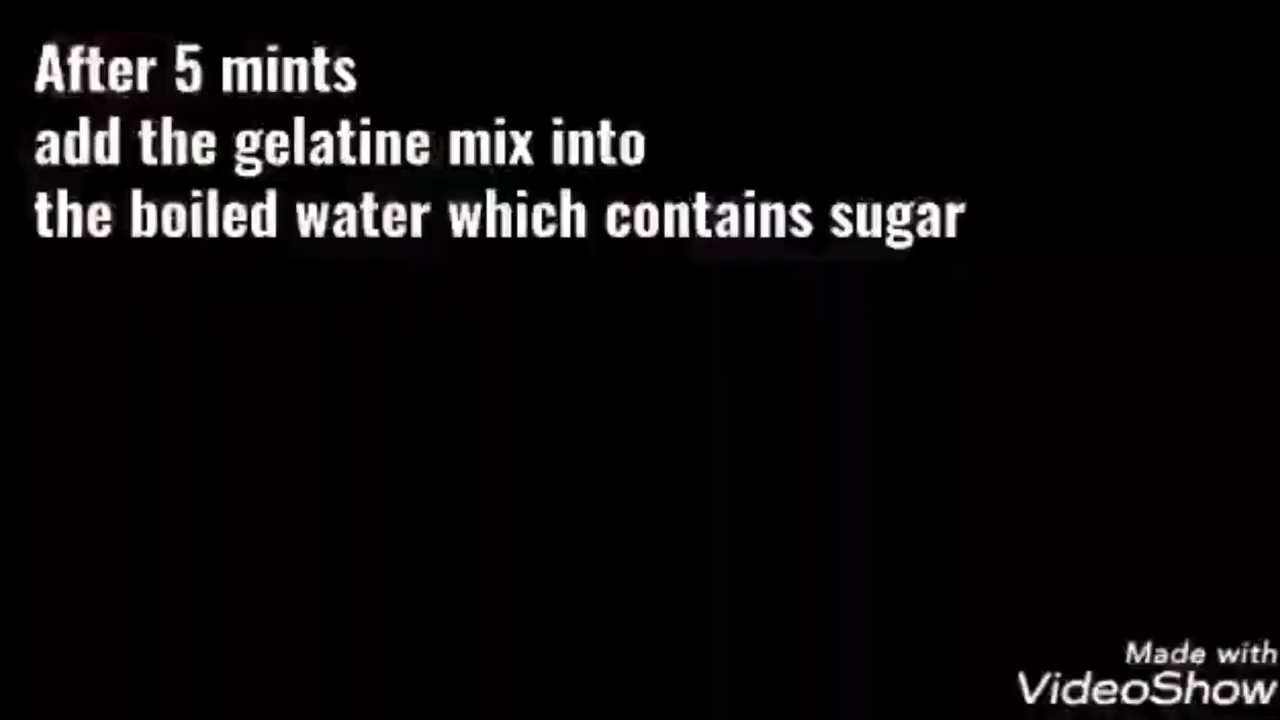 After 5 mints
add the gelatine mix into
the boiled water which contains sugar
Made with
VideoShow